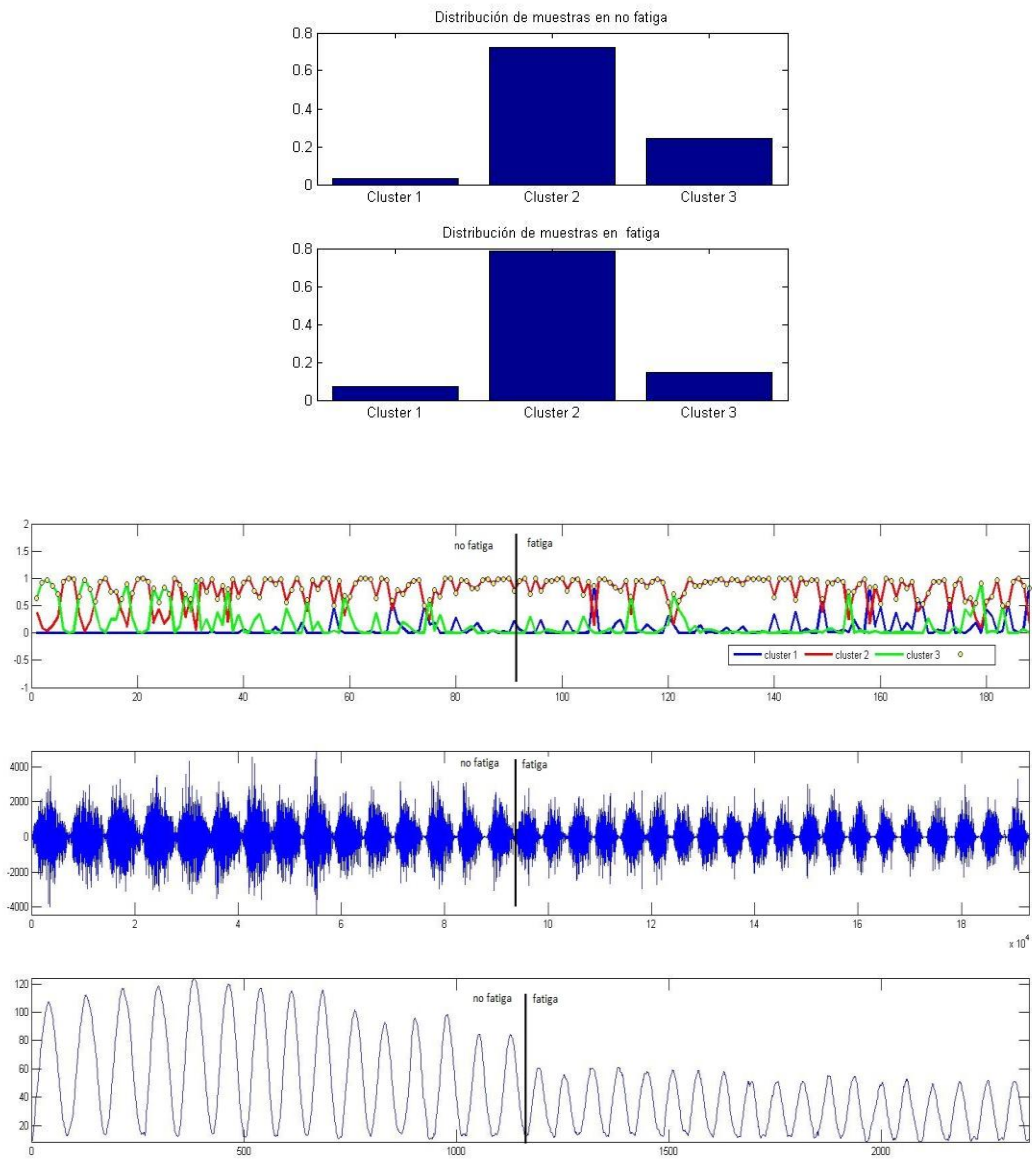 Distribución de muestras en no fatiga
0.8
0.6
0.4
0.2
0
Cluster 1 Cluster 2 Cluster 3
Distribución de muestras en fatiga
0.8
0.6
0.4
0.2
0
Cluster 1 Cluster 2 Cluster 3
2
1.5
1
0.5
0
-0.5
-1
no fatiga fatiga
cluster 1 cluster 2 cluster 3
0 20 40 60 80 100 120 140 160 180
4000
2000
0
-2000
-4000
no fatiga fatiga
0 2 4 6 8 10 12 14 16 18
x 10^4
120
100
80
60
40
20
no fatiga fatiga
0 500 1000 1500 2000